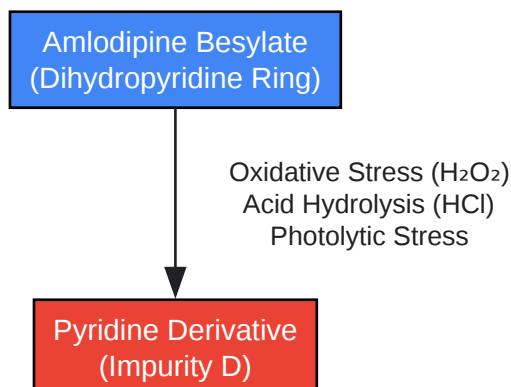 Amlodipine Besylate
(Dihydropyridine Ring)
Oxidative Stress (H₂O₂)
Acid Hydrolysis (HCl)
Photolytic Stress
Pyridine Derivative
(Impurity D)